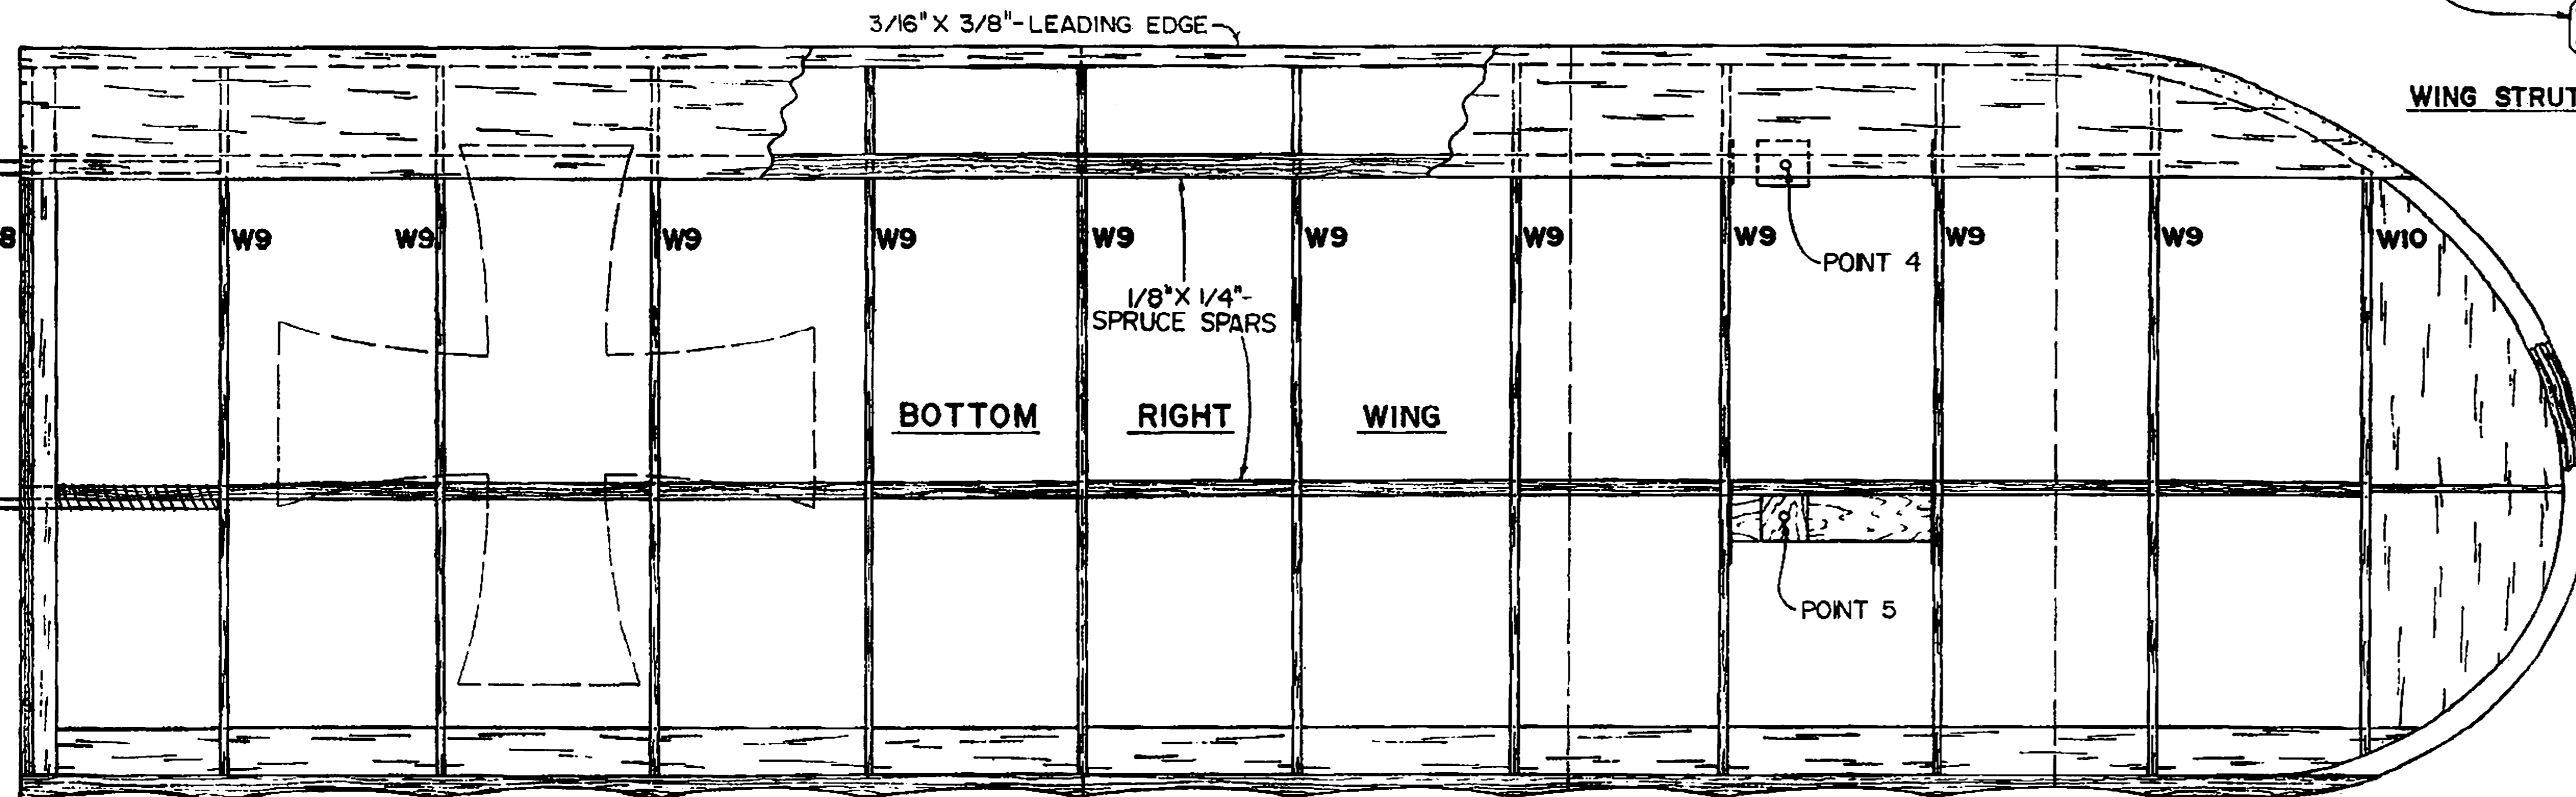 3/16" X 3/8"-LEADING EDGE
WING STRUT
8
W9
W9
W9
W9
W9
W9
W9
W9
W9
W9
W10
POINT 4
1/8" X 1/4"-
SPRUCE SPARS
BOTTOM RIGHT WING
POINT 5